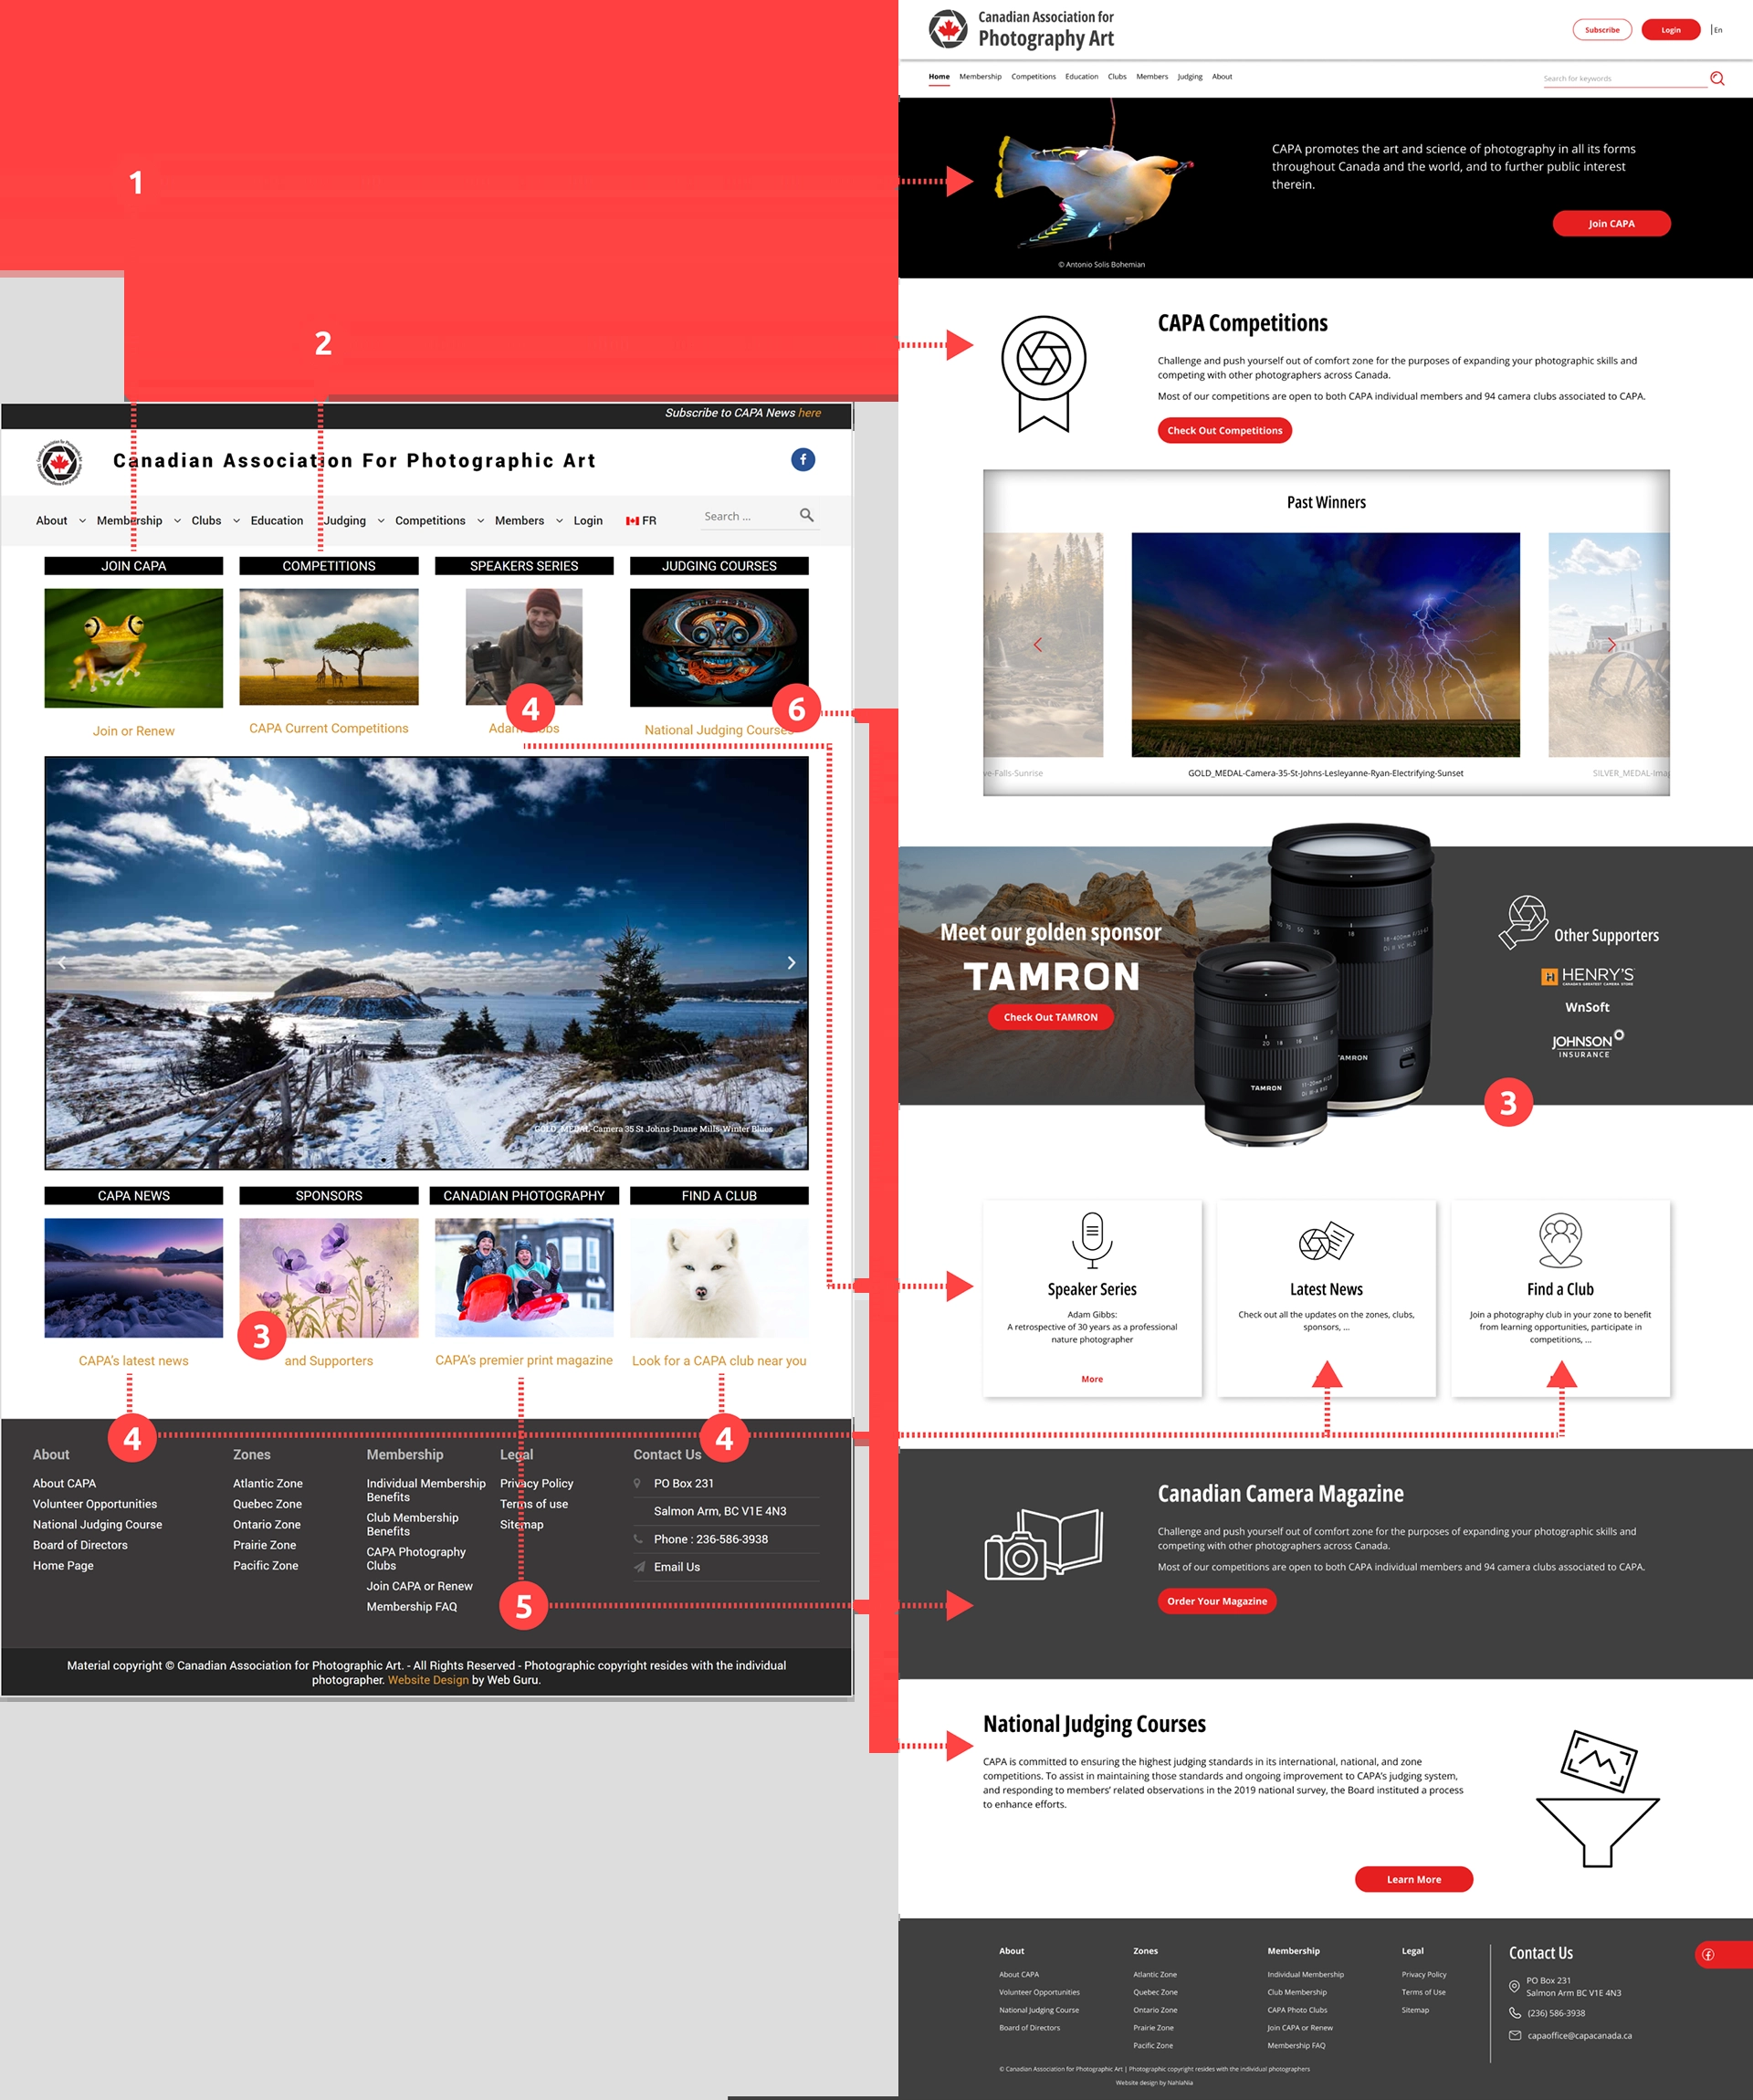 1
2
Subscribe to CAPA News here
Canadian Association For Photographic Art
f
About Membership Clubs Education Judging Competitions Members Login FR
Search ...
JOIN CAPA
COMPETITIONS
SPEAKERS SERIES
JUDGING COURSES
4
6
Join or Renew
CAPA Current Competitions
National Judging Courses
GOLD_MEDAL-Camera 35 St Johns-Duane Mills-Winter Blues
CAPA NEWS
SPONSORS
CANADIAN PHOTOGRAPHY
FIND A CLUB
3
CAPA's latest news
and Supporters
CAPA's premier print magazine
Look for a CAPA club near you
4
4
About
About CAPA
Volunteer Opportunities
National Judging Course
Board of Directors
Home Page
Zones
Atlantic Zone
Quebec Zone
Ontario Zone
Prairie Zone
Pacific Zone
Membership
Individual Membership
Benefits
Club Membership
Benefits
CAPA Photography
Clubs
Join CAPA or Renew
Membership FAQ
Legal
Privacy Policy
Terms of use
Sitemap
5
Contact Us
PO Box 231
Salmon Arm, BC V1E 4N3
Phone : 236-586-3938
Email Us
Material copyright © Canadian Association for Photographic Art. - All Rights Reserved - Photographic copyright resides with the individual
photographer. Website Design by Web Guru.
Canadian Association for
Photography Art
Subscribe
Login
En
Home Membership Competitions Education Clubs Members Judging About
Search for keywords
CAPA promotes the art and science of photography in all its forms
throughout Canada and the world, and to further public interest
therein.
Join CAPA
© Antonio Solis Bohemian
CAPA Competitions
Challenge and push yourself out of comfort zone for the purposes of expanding your photographic skills and
competing with other photographers across Canada.
Most of our competitions are open to both CAPA individual members and 94 camera clubs associated to CAPA.
Check Out Competitions
Past Winners
ve-Falls-Sunrise
GOLD_MEDAL-Camera-35-St-Johns-Lesleyanne-Ryan-Electrifying-Sunset
SILVER_MEDAL-Ima
Meet our golden sponsor
TAMRON
Check Out TAMRON
TAMRON
TAMRON
Other Supporters
HENRY'S
CANADA'S GREATEST CAMERA STORE
WnSoft
JOHNSON
INSURANCE
3
Speaker Series
Adam Gibbs:
A retrospective of 30 years as a professional
nature photographer
More
Latest News
Check out all the updates on the zones, clubs,
sponsors, ...
Find a Club
Join a photography club in your zone to benefit
from learning opportunities, participate in
competitions, ...
Canadian Camera Magazine
Challenge and push yourself out of comfort zone for the purposes of expanding your photographic skills and
competing with other photographers across Canada.
Most of our competitions are open to both CAPA individual members and 94 camera clubs associated to CAPA.
Order Your Magazine
National Judging Courses
CAPA is committed to ensuring the highest judging standards in its international, national, and zone
competitions. To assist in maintaining those standards and ongoing improvement to CAPA's judging system,
and responding to members' related observations in the 2019 national survey, the Board instituted a process
to enhance efforts.
Learn More
About
About CAPA
Volunteer Opportunities
National Judging Course
Board of Directors
Zones
Atlantic Zone
Quebec Zone
Ontario Zone
Prairie Zone
Pacific Zone
Membership
Individual Membership
Club Membership
CAPA Photo Clubs
Join CAPA or Renew
Membership FAQ
Legal
Privacy Policy
Terms of Use
Sitemap
Contact Us
PO Box 231
Salmon Arm BC V1E 4N3
(236) 586-3938
capaoffice@capacanada.ca
© Canadian Association for Photographic Art | Photographic copyright resides with the individual photographers
Website design by NahlaNia